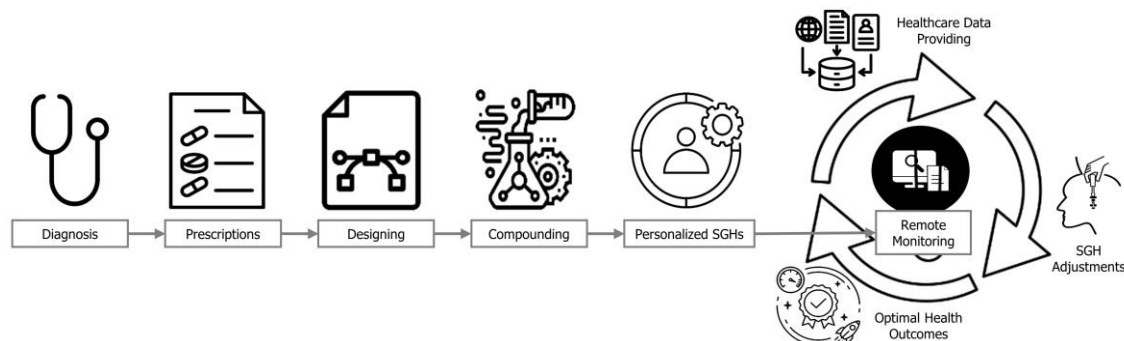 Healthcare Data
Providing
Diagnosis
Prescriptions
Designing
Compounding
Personalized SGHs
Remote
Monitoring
SGH
Adjustments
Optimal Health
Outcomes